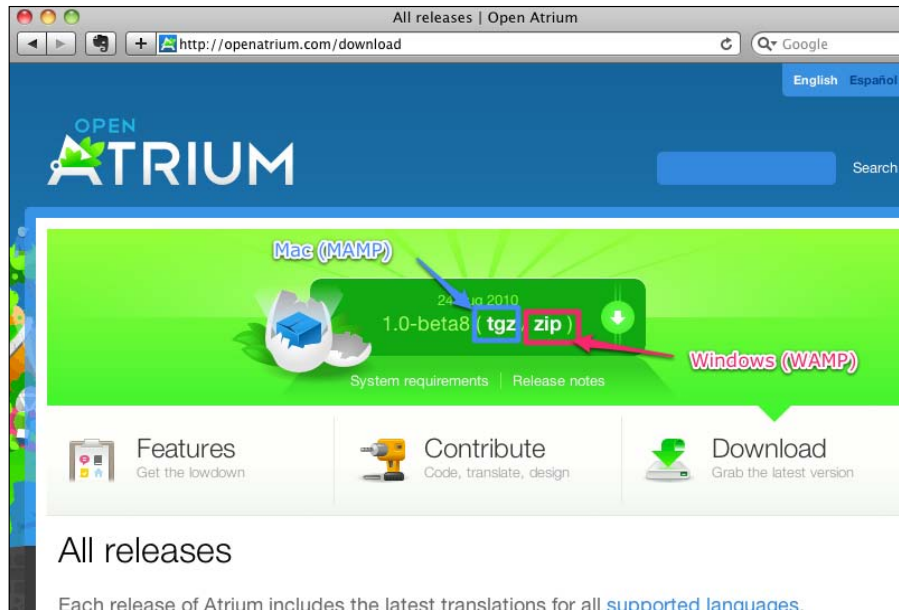 All releases | Open Atrium
http://openatrium.com/download
Google
English Español
OPEN
ATRIUM
Search
Mac (MAMP)
24 Aug 2010
1.0-beta8 ( tgz / zip )
Windows (WAMP)
System requirements | Release notes
Features
Get the lowdown
Contribute
Code, translate, design
Download
Grab the latest version
All releases
Each release of Atrium includes the latest translations for all supported languages.